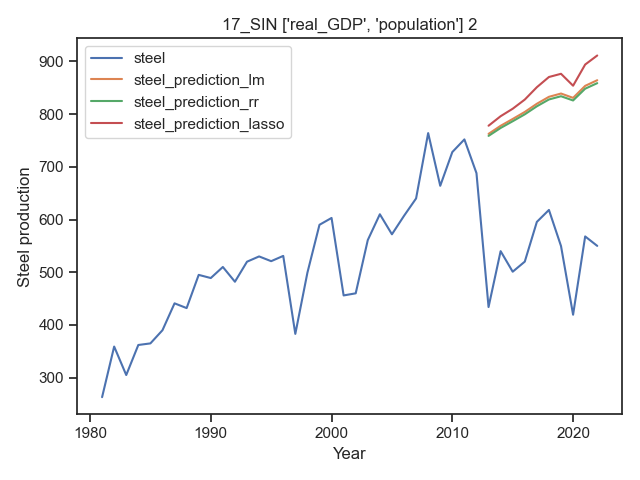 17_SIN ['real_GDP', 'population'] 2
steel
steel_prediction_lm
steel_prediction_rr
steel_prediction_lasso
Steel production
900
800
700
600
500
400
300
1980
1990
2000
2010
2020
Year